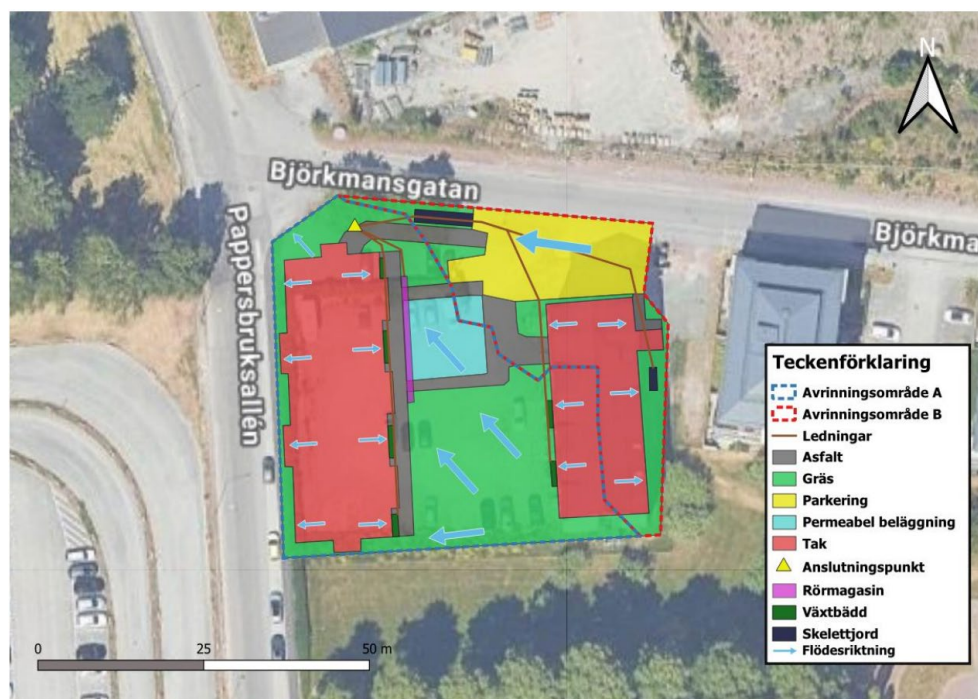 N
Björkmansgatan
Björkma
Pappersbruksallén
Teckenförklaring
Avrinningsområde A
Avrinningsområde B
Ledningar
Asfalt
Gräs
Parkering
Permeabel beläggning
Tak
Anslutningspunkt
Rörmagasin
Växtbädd
Skelettjord
Flödesriktning
0 25 50 m